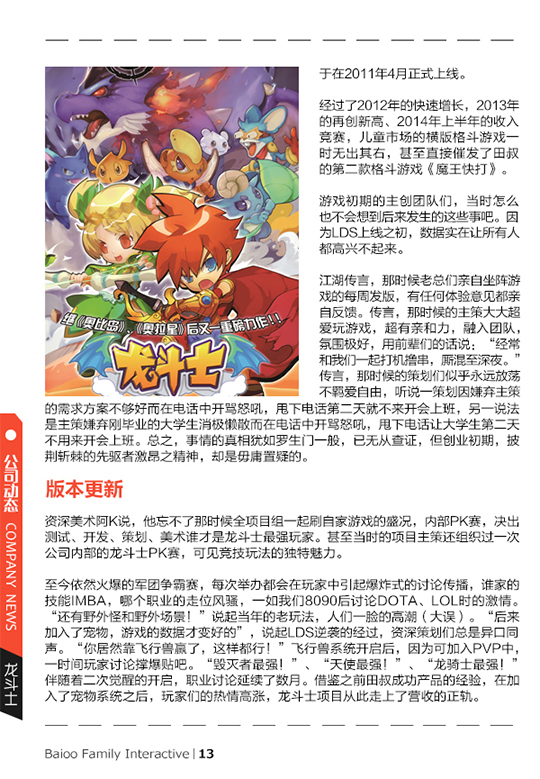 于在2011年4月正式上线。
经过了2012年的快速增长，2013年
的再创新高、2014年上半年的收入
竞赛，儿童市场的横版格斗游戏一
时无出其右，甚至直接催发了田叔
的第二款格斗游戏《魔王快打》。
游戏初期的主创团队们，当时怎么
也不会想到后来发生的这些事吧。因
为LDS上线之初，数据实在让所有人
都高兴不起来。
江湖传言，那时候老总们亲自坐阵游
戏的每周发版，有任何体验意见都亲
自反馈。传言，那时候的主策大大超
爱玩游戏，超有亲和力，融入团队，
氛围极好，用前辈们的话说：“经常
和我们一起打机撸串，厮混至深夜。”
传言，那时候的策划们似乎永远放荡
不羁爱自由，听说一策划因嫌弃主策
的需求方案不够好而在电话中开骂怒吼，甩下电话第二天就不来开会上班，另一说法
是主策嫌弃刚毕业的大学生消极懒散而在电话中开骂怒吼，甩下电话让大学生第二天
不用来开会上班。总之，事情的真相犹如罗生门一般，已无从查证，但创业初期，披
荆斩棘的先驱者激昂之精神，却是毋庸置疑的。
继《奥比岛》、《奥拉星》后又一重磅力作！！
龙斗士
版本更新
资深美术阿K说，他忘不了那时候全项目组一起刷自家游戏的盛况，内部PK赛，决出
测试、开发、策划、美术谁才是龙斗士最强玩家。甚至当时的项目主策还组织过一次
公司内部的龙斗士PK赛，可见竞技玩法的独特魅力。
至今依然火爆的军团争霸赛，每次举办都会在玩家中引起爆炸式的讨论传播，谁家的
技能IMBA，哪个职业的走位风骚，一如我们8090后讨论DOTA、LOL时的激情。
“还有野外怪和野外场景！”说起当年的老玩法，人们一脸的高潮（大误）。“后来
加入了宠物，游戏的数据才变好的”，说起LDS逆袭的经过，资深策划们总是异口同
声。“你居然靠飞行兽赢了，这样都行！”飞行兽系统开启后，因为可加入PVP中，
一时间玩家讨论撑爆贴吧。“毁灭者最强！”、“天使最强！”、“龙骑士最强！”
伴随着二次觉醒的开启，职业讨论延续了数月。借鉴之前田叔成功产品的经验，在加
入了宠物系统之后，玩家们的热情高涨，龙斗士项目从此走上了营收的正轨。
公司动态 COMPANY NEWS
龙斗士
Baioo Family Interactive | 13